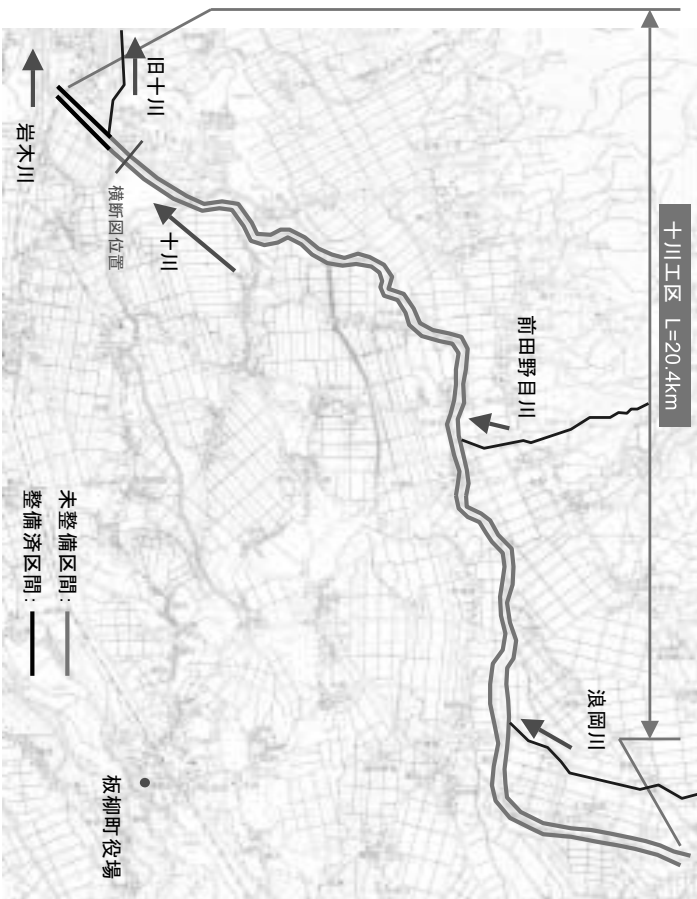 十川工区 L=20.4km
旧十川
岩木川
横断図位置
十川
前田野目川
浪岡川
未整備区間:
整備済区間:
板柳町役場